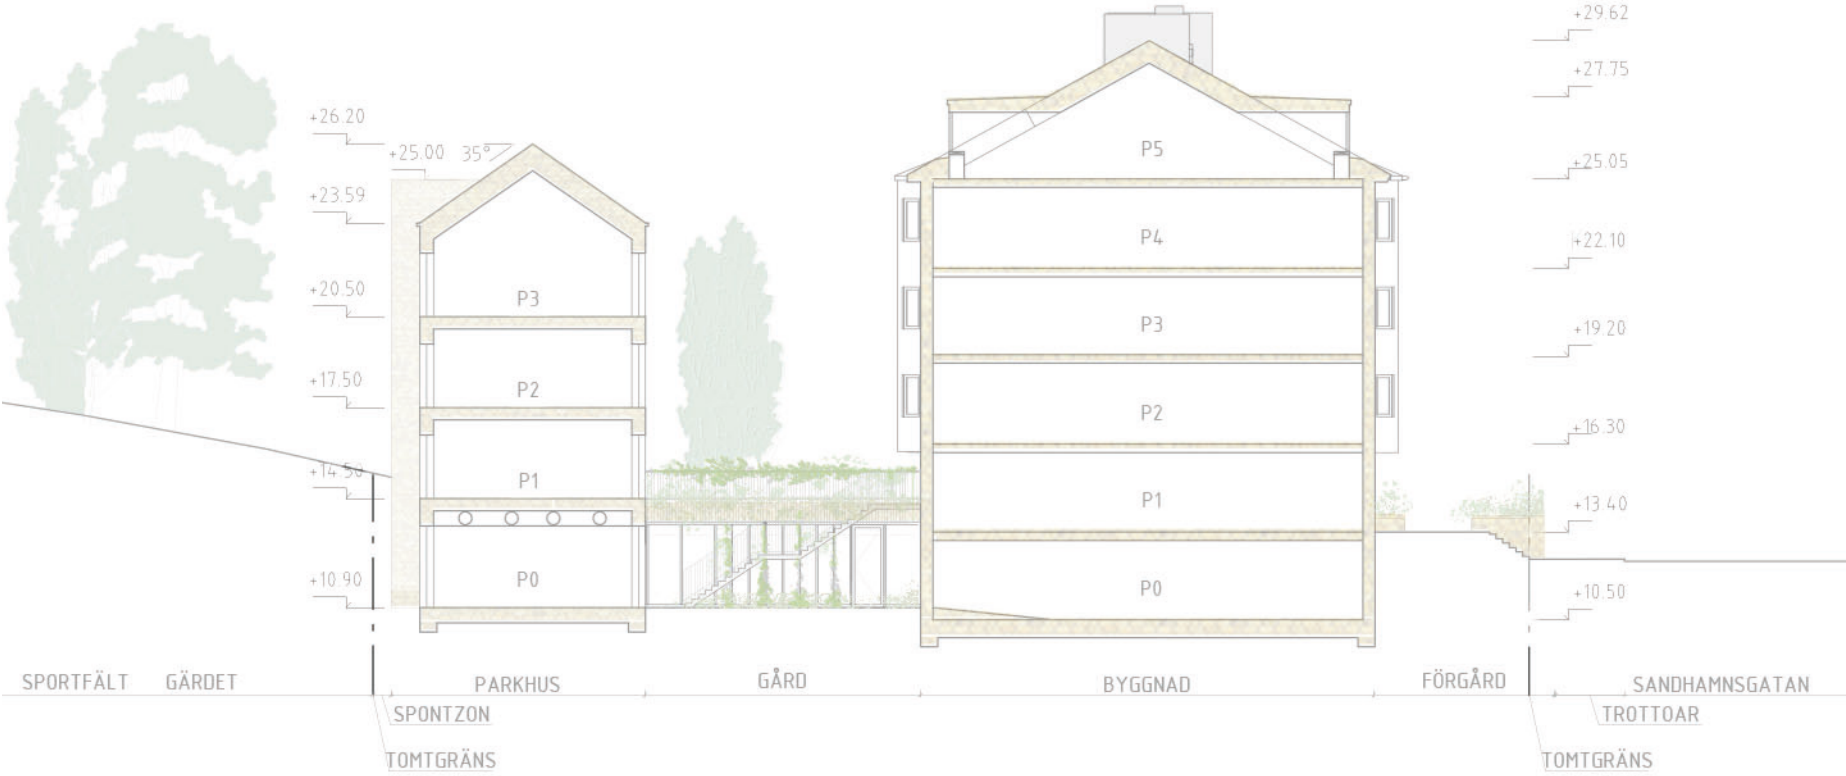 +29.62
+27.75
+26.20
+25.00
35°
P5
+25.05
+23.59
P4
+22.10
+20.50
P3
P3
+19.20
+17.50
P2
P2
+16.30
+14.50
P1
P1
+13.40
+10.90
P0
P0
+10.50
SPORTFÄLT
GÄRDET
PARKHUS
GÅRD
BYGGNAD
FÖRGÅRD
SANDHAMNSGATAN
SPONTZON
TROTTOAR
TOMTGRÄNS
TOMTGRÄNS